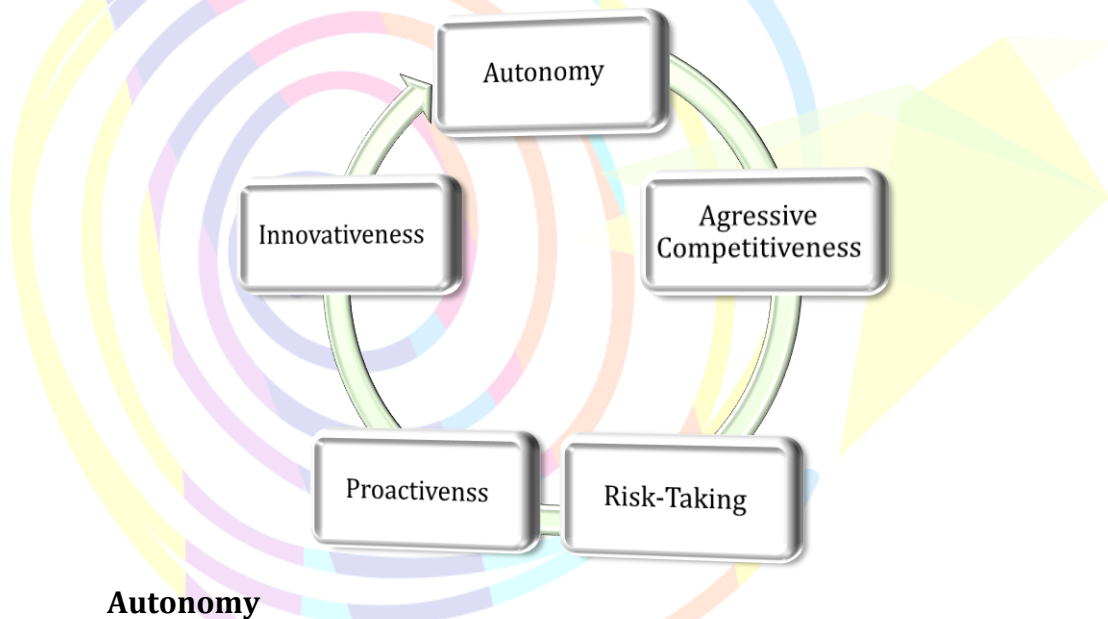 Autonomy
Agressive
Competitiveness
Risk-Taking
Proactivenss
Innovativeness
Autonomy